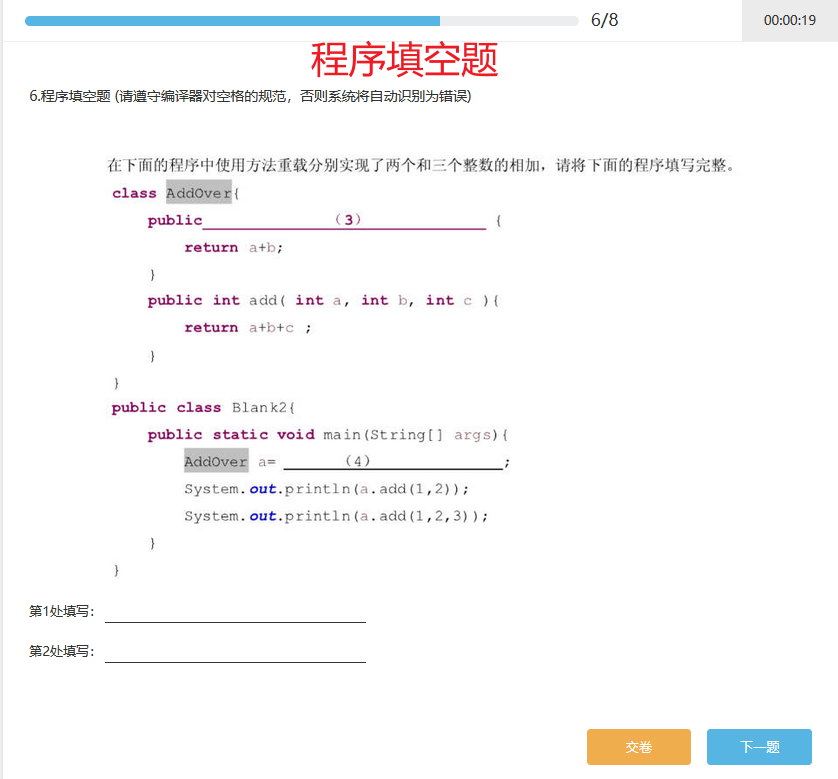 6/8
00:00:19
程序填空题
6.程序填空题 (请遵守编译器对空格的规范，否则系统将自动识别为错误)
在下面的程序中使用方法重载分别实现了两个和三个整数的相加，请将下面的程序填写完整。
class AddOver{
public (3) {
return a+b;
}
public int add( int a, int b, int c ){
return a+b+c ;
}
}
public class Blank2{
public static void main(String[] args){
AddOver a= (4) ;
System.out.println(a.add(1,2));
System.out.println(a.add(1,2,3));
}
}
第1处填写：
第2处填写：
交卷
下一题